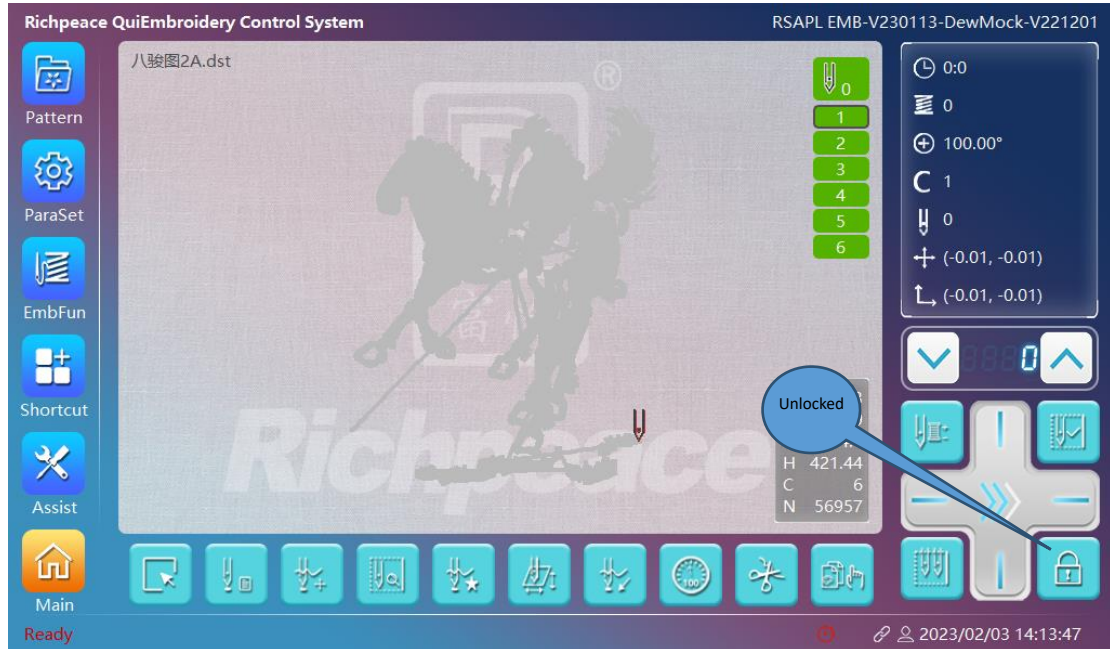 Richpeace QuiEmbroidery Control System
RSAPL EMB-V230113-DewMock-V221201
Pattern
ParaSet
EmbFun
Shortcut
Assist
Main
八骏图2A.dst
®
Richpeace
0
1
2
3
4
5
6
H 421.44
C 6
N 56957
0:0
0
100.00°
C 1
0
(-0.01, -0.01)
(-0.01, -0.01)
0
Unlocked
100
Ready
2023/02/03 14:13:47